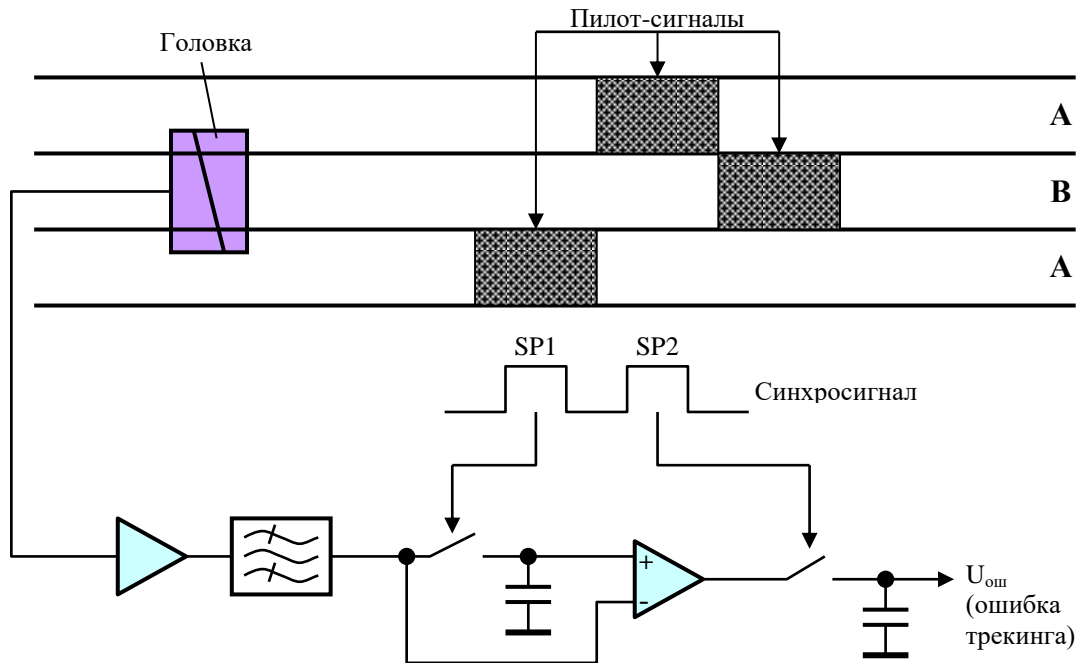 Пилот-сигналы
Головка
A
B
A
SP1
SP2
Синхросигнал
+
-
Uош
(ошибка
трекинга)